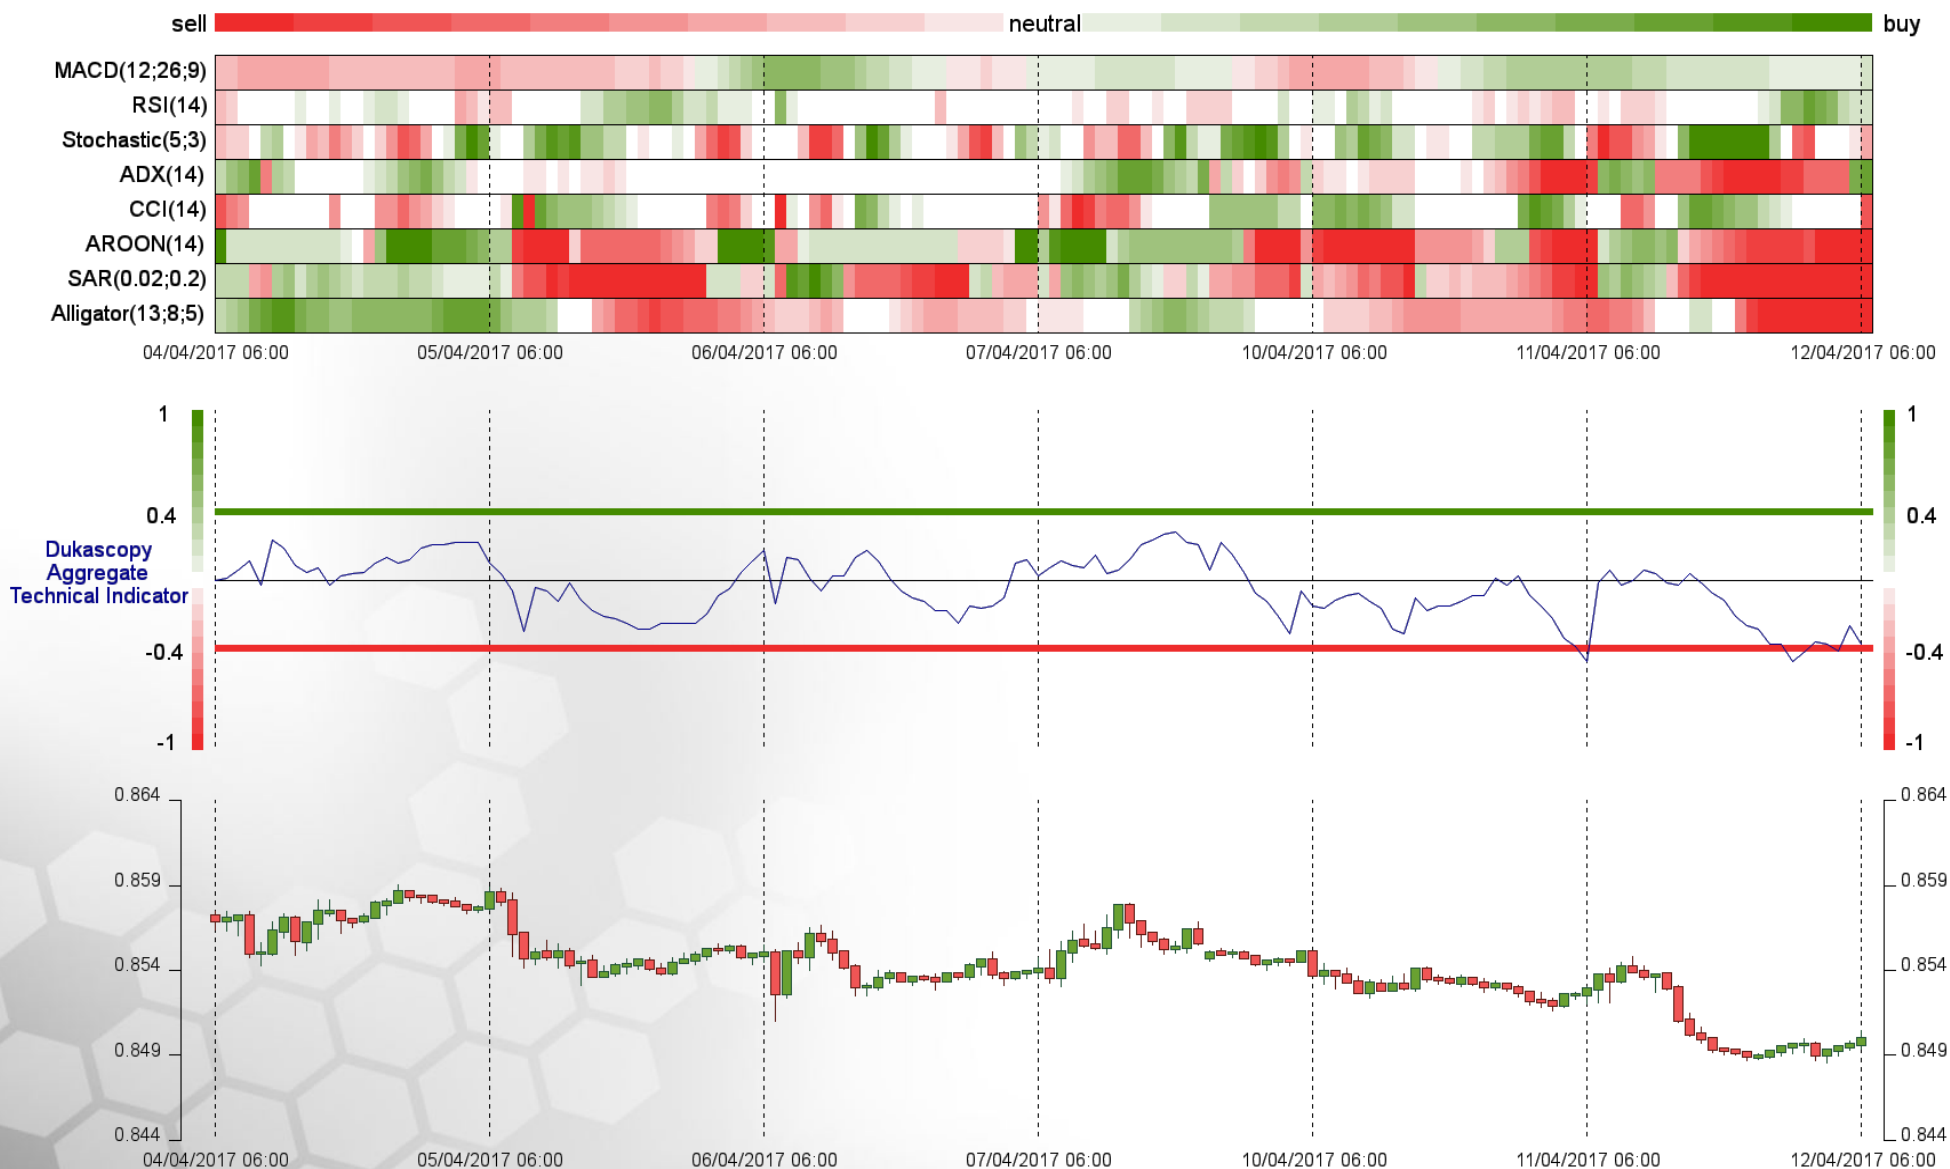 sell neutral buy
MACD(12;26;9)
RSI(14)
Stochastic(5;3)
ADX(14)
CCI(14)
AROON(14)
SAR(0.02;0.2)
Alligator(13;8;5)
04/04/2017 06:00 05/04/2017 06:00 06/04/2017 06:00 07/04/2017 06:00 10/04/2017 06:00 11/04/2017 06:00 12/04/2017 06:00
1 1
0.4 0.4
Dukascopy
Aggregate
Technical Indicator
-0.4 -0.4
-1 -1
0.864 0.864
0.859 0.859
0.854 0.854
0.849 0.849
0.844 0.844
04/04/2017 06:00 05/04/2017 06:00 06/04/2017 06:00 07/04/2017 06:00 10/04/2017 06:00 11/04/2017 06:00 12/04/2017 06:00